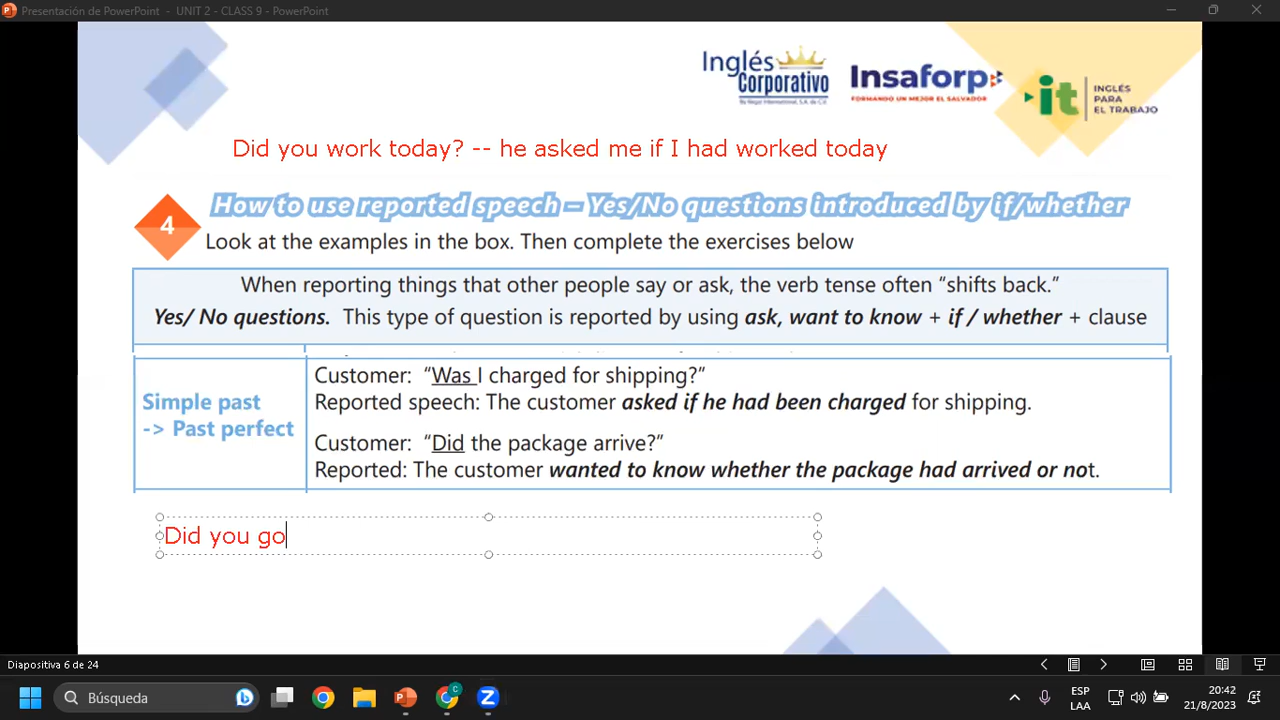 Presentación de PowerPoint - UNIT 2 - CLASS 9 - PowerPoint
Inglés
Corporativo
By Regal International, S.A. de C.V.
Insaforp
FORMANDO UN MEJOR EL SALVADOR
it
INGLÉS
PARA
EL TRABAJO
Did you work today? -- he asked me if I had worked today
4
How to use reported speech – Yes/No questions introduced by if/whether
Look at the examples in the box. Then complete the exercises below
When reporting things that other people say or ask, the verb tense often “shifts back.”
Yes/ No questions. This type of question is reported by using ask, want to know + if / whether + clause
Simple past
-> Past perfect
Customer: “Was I charged for shipping?”
Reported speech: The customer asked if he had been charged for shipping.
Customer: “Did the package arrive?”
Reported: The customer wanted to know whether the package had arrived or not.
Did you go
Diapositiva 6 de 24
Búsqueda
ESP
LAA
20:42
21/8/2023